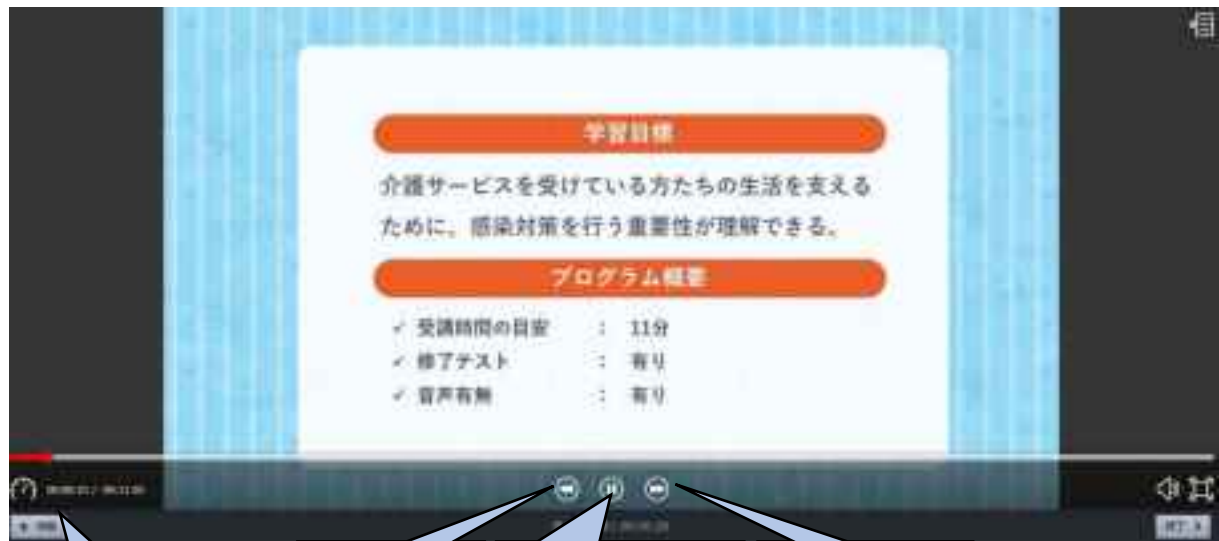 学習目標
介護サービスを受けている方たちの生活を支える
ために、感染対策を行う重要性が理解できる。
プログラム概要
✓ 受講時間の目安 : 11分
✓ 修了テスト : 有り
✓ 音声有無 : 有り